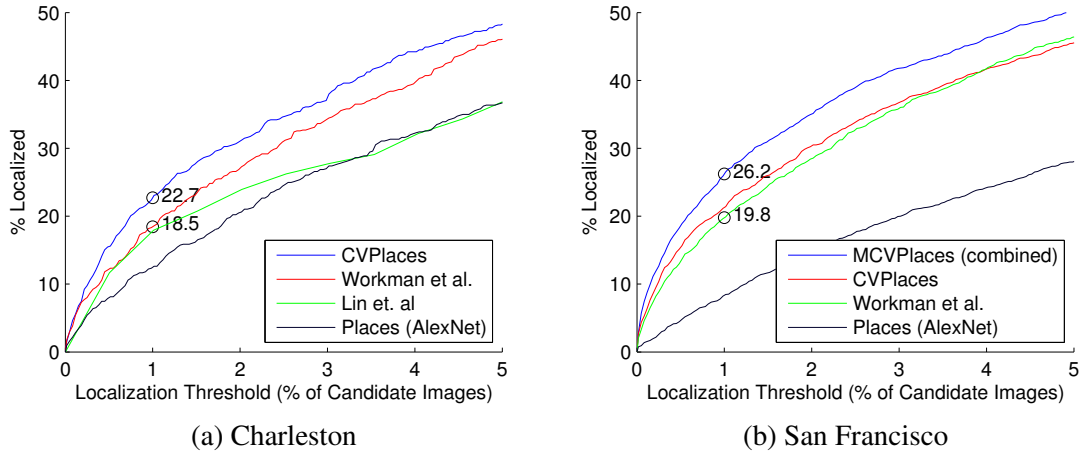 50
40
30
20
10
0
% Localized
22.7
18.5
CVPlaces
Workman et al.
Lin et. al
Places (AlexNet)
0 1 2 3 4 5
Localization Threshold (% of Candidate Images)
(a) Charleston
50
40
30
20
10
0
% Localized
26.2
19.8
MCVPlaces (combined)
CVPlaces
Workman et al.
Places (AlexNet)
0 1 2 3 4 5
Localization Threshold (% of Candidate Images)
(b) San Francisco